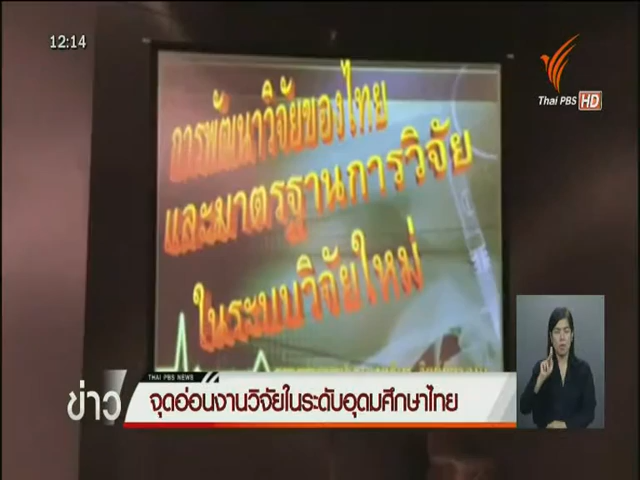 12:14
Thai PBS HD
การพัฒนาวิจัยของไทย
และมาตรฐานการวิจัย
ในระบบวิจัยใหม่
THAI PBS NEWS
ข่าว
จุดอ่อนงานวิจัยในระดับอุดมศึกษาไทย